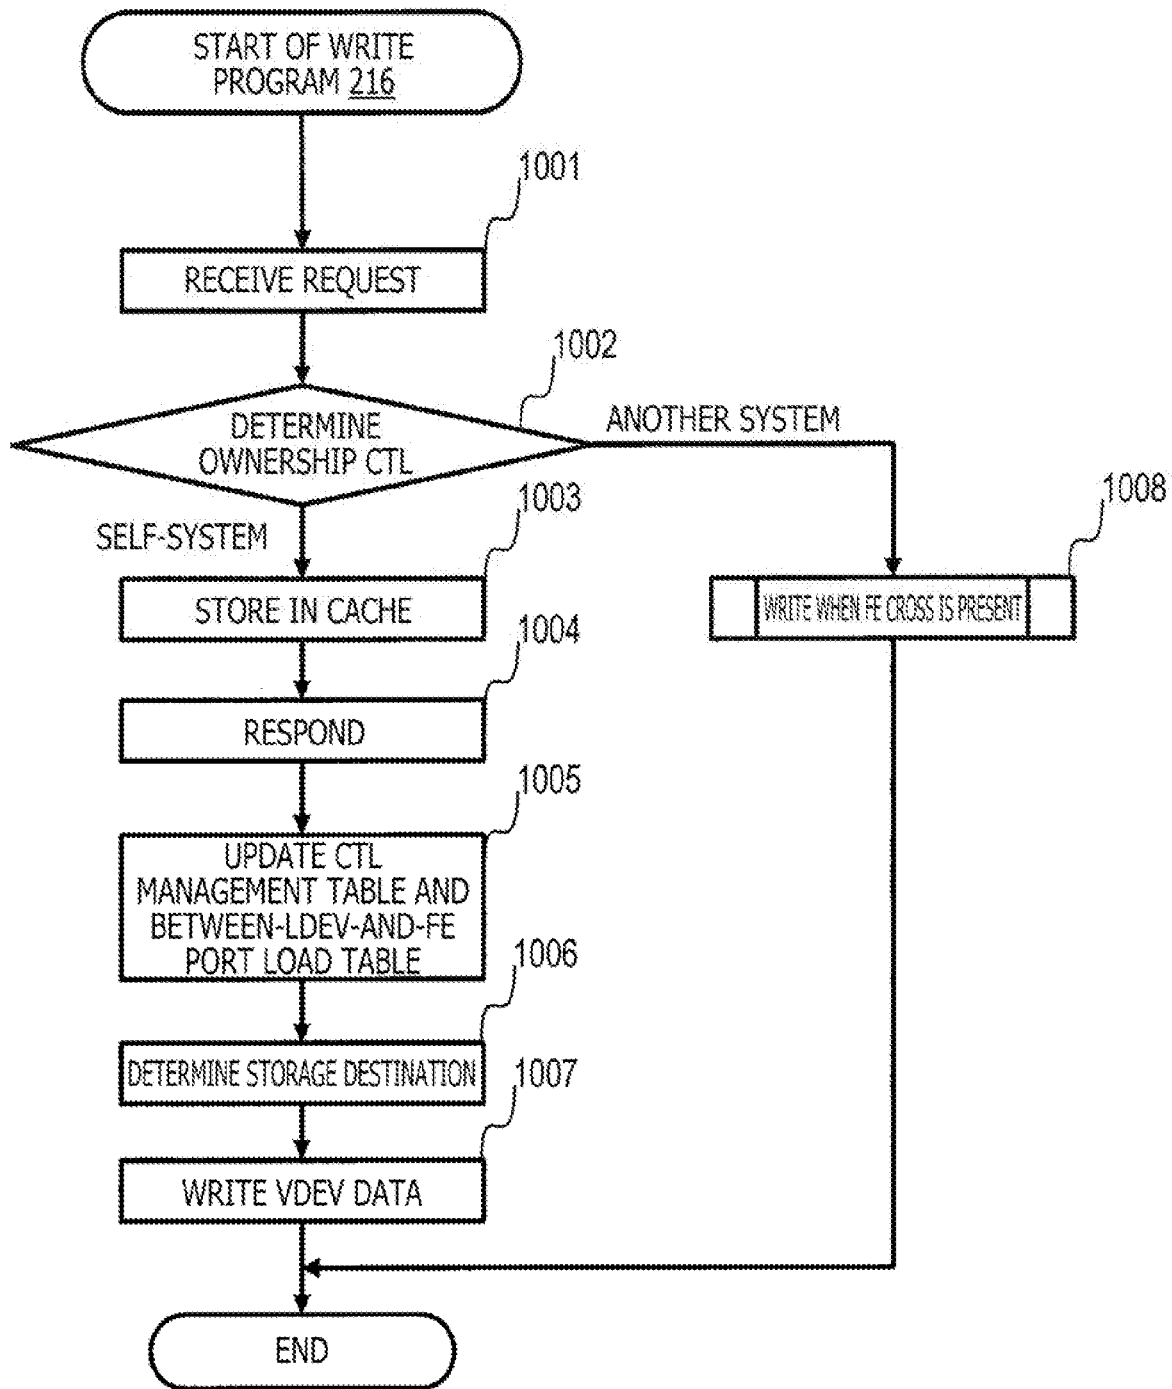 START OF WRITE
PROGRAM 216
1001
RECEIVE REQUEST
1002
DETERMINE
OWNERSHIP CTL
ANOTHER SYSTEM
SELF-SYSTEM
1003
STORE IN CACHE
1008
WRITE WHEN FE CROSS IS PRESENT
1004
RESPOND
1005
UPDATE CTL
MANAGEMENT TABLE AND
BETWEEN-LDEV-AND-FE
PORT LOAD TABLE
1006
DETERMINE STORAGE DESTINATION
1007
WRITE VDEV DATA
END